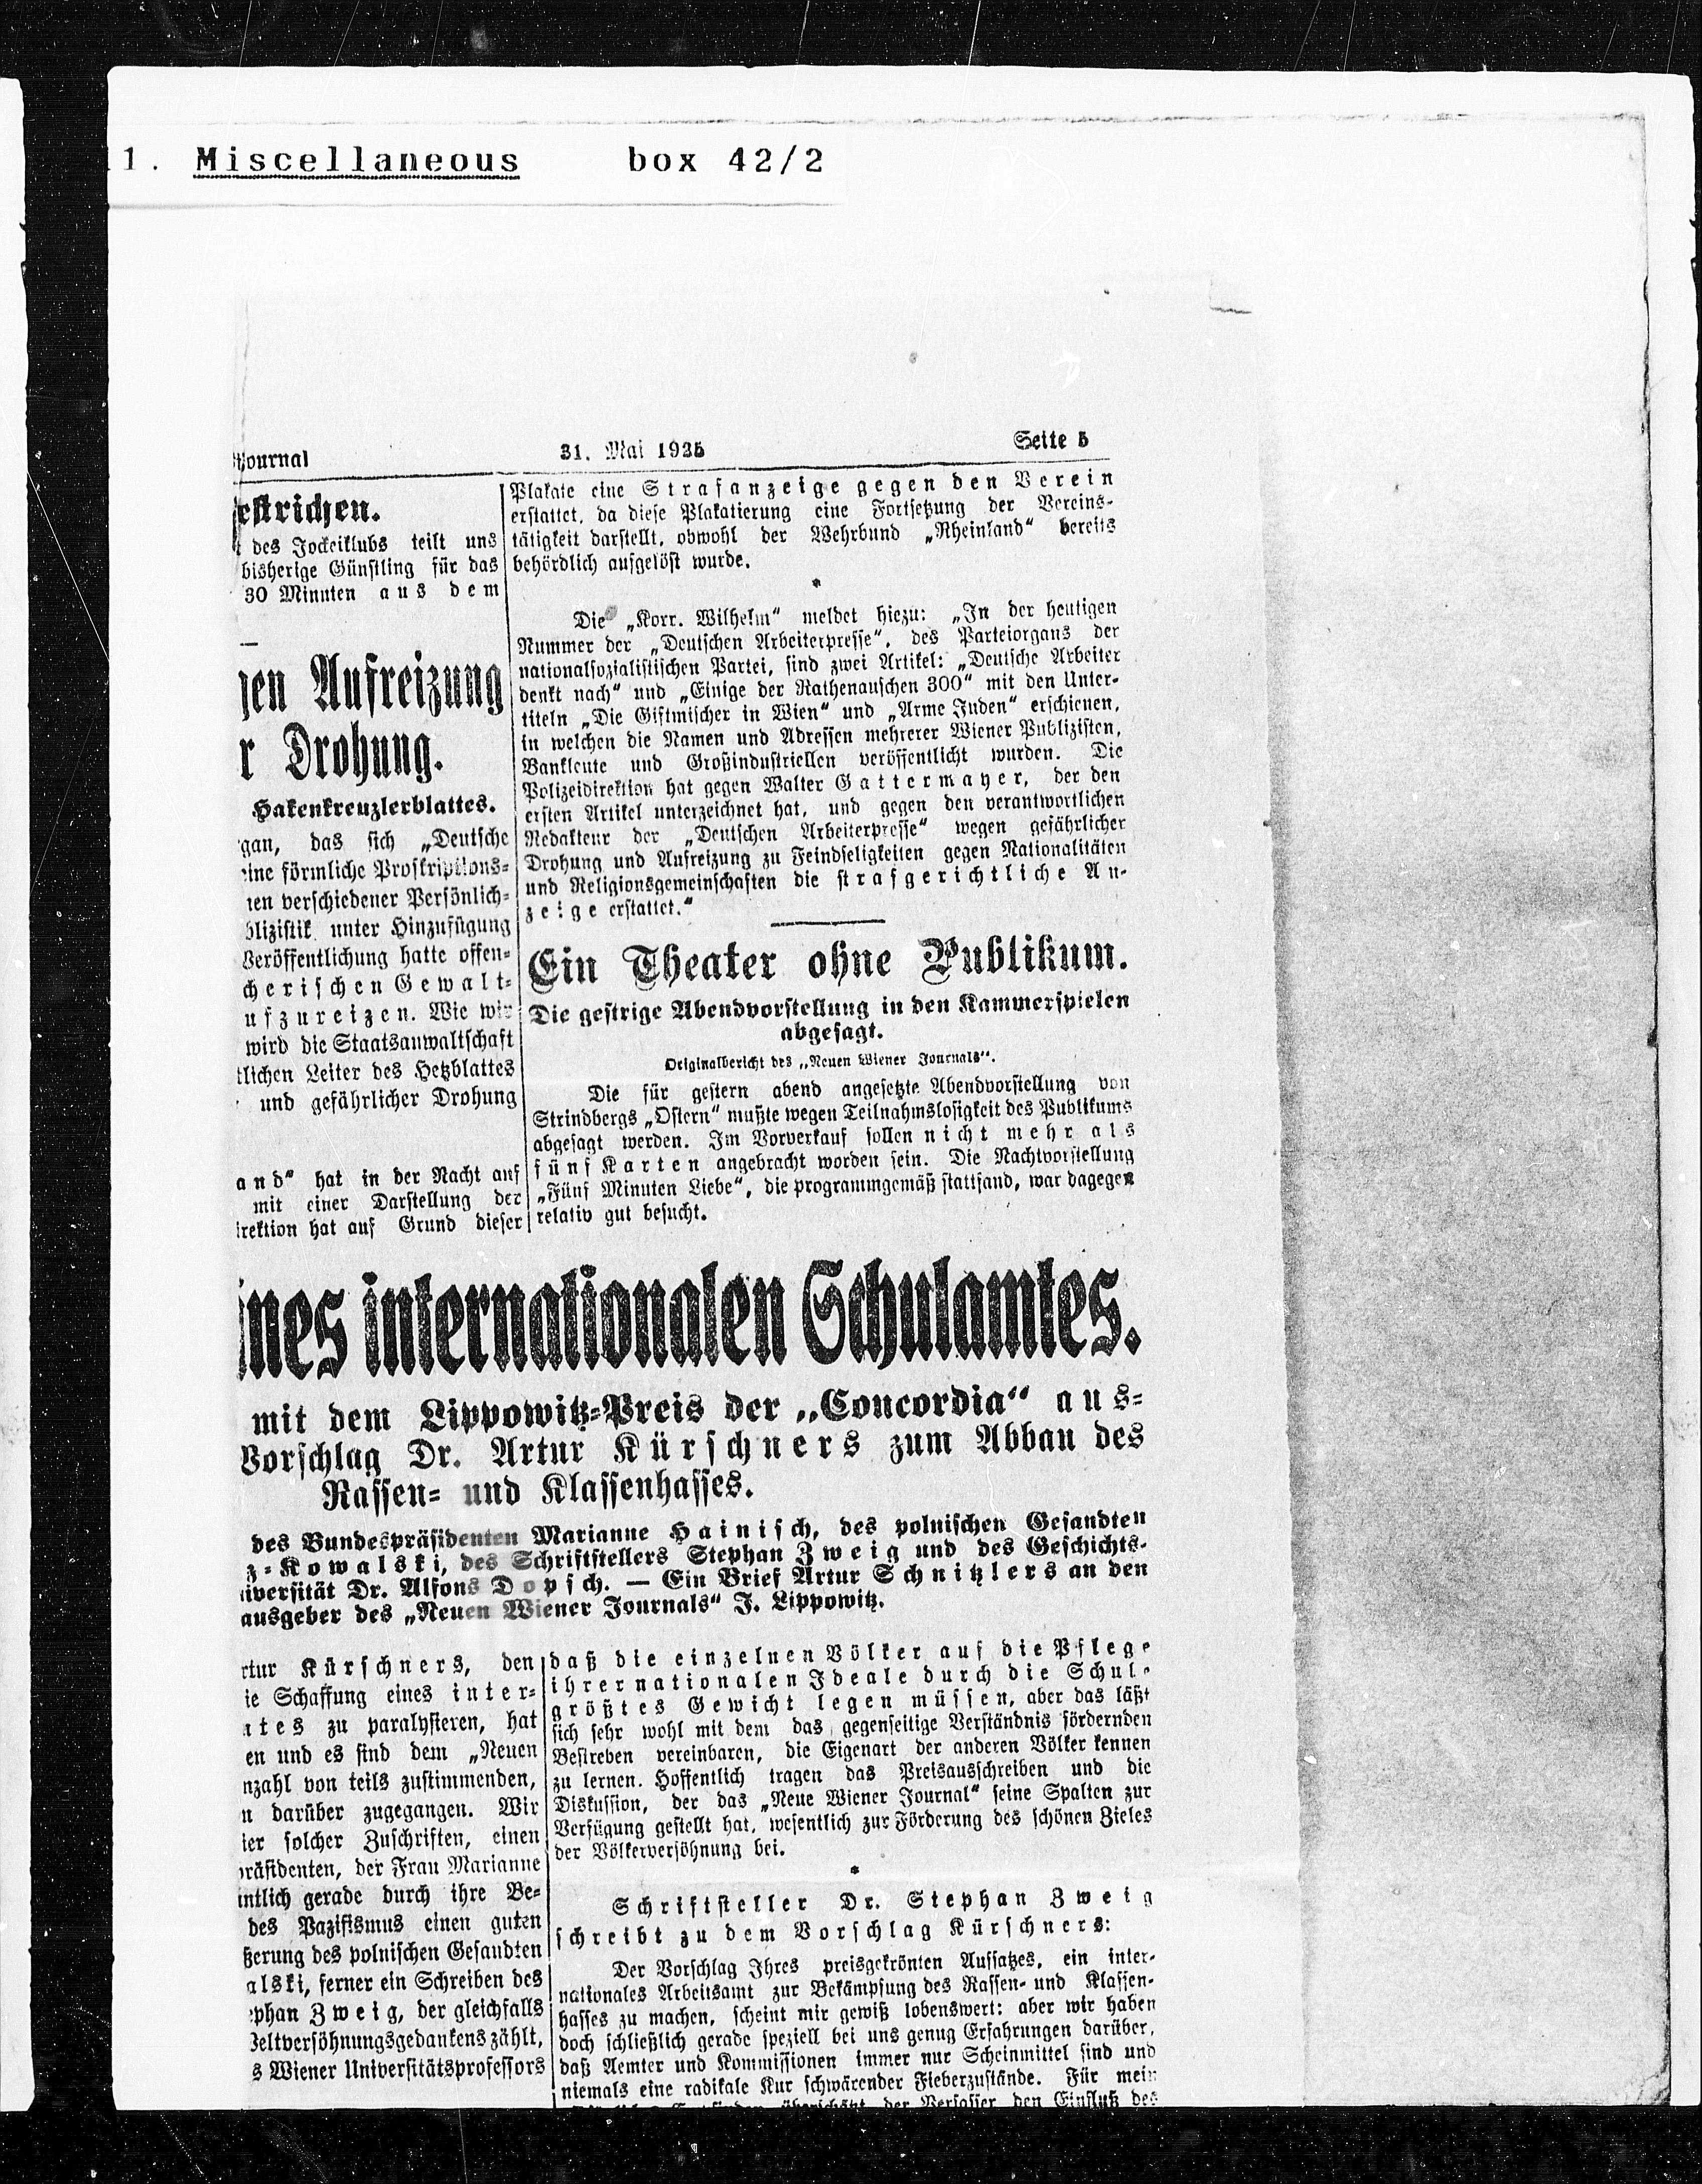 1. Miscellaneous box 42/2
Journal
31. Mai 1925
Seite 5
estrichen.
des Jockeiklubs teilt uns
bisherige Günstling für das
30 Minuten aus dem
gen Aufreizung
r Drohung.
Hakenkreuzlerblattes.
gan, das sich „Deutsche
ine förmliche Proskriptions-
en verschiedener Persönlich-
blizistik unter Hinzufügung
Veröffentlichung hatte offen-
cherischen Gewalt-
ufzureizen. Wie wir
wird die Staatsanwaltschaft
tlichen Leiter des Hetzblattes
und gefährlicher Drohung
and“ hat in der Nacht auf
mit einer Darstellung der
irektion hat auf Grund dieser
Plakate eine Strafanzeige gegen den Verein
erstattet, da diese Plakatierung eine Fortsetzung der Vereins-
tätigkeit darstellt, obwohl der Wehrbund „Rheinland“ bereits
behördlich aufgelöst wurde.
*
Die „Korr. Wilhelm“ meldet hiezu: „In der heutigen
Nummer der „Deutschen Arbeiterpresse“, des Parteiorgans der
nationalsozialistischen Partei, sind zwei Artikel: „Deutsche Arbeiter
denkt nach“ und „Einige der Rathenauschen 300“ mit den Unter-
titeln „Die Giftmischer in Wien“ und „Arme Juden“ erschienen,
in welchen die Namen und Adressen mehrerer Wiener Publizisten,
Bankleute und Großindustriellen veröffentlicht wurden. Die
Polizeidirektion hat gegen Walter Gattermayer, der den
ersten Artikel unterzeichnet hat, und gegen den verantwortlichen
Redakteur der „Deutschen Arbeiterpresse“ wegen gefährlicher
Drohung und Aufreizung zu Feindseligkeiten gegen Nationalitäten
und Religionsgemeinschaften die strafgerichtliche An-
zeige erstattet.“
Ein Theater ohne Publikum.
Die gestrige Abendvorstellung in den Kammerspielen
abgesagt.
Originalbericht des „Neuen Wiener Journals“.
Die für gestern abend angesetzte Abendvorstellung von
Strindbergs „Ostern“ mußte wegen Teilnahmslosigkeit des Publikums
abgesagt werden. Im Vorverkauf sollen nicht mehr als
fünf Karten angebracht worden sein. Die Nachtvorstellung
„Fünf Minuten Liebe“, die programmgemäß stattfand, war dagegen
relativ gut besucht.
ines internationalen Schulamtes.
mit dem Lippowitz-Preis der „Concordia“ aus-
Vorschlag Dr. Artur Kürschners zum Abbau des
Rassen- und Klassenhasses.
des Bundespräsidenten Marianne Hainisch, des polnischen Gesandten
z-Kowalski, des Schriftstellers Stephan Zweig und des Geschichts-
iversität Dr. Alfons Dopsch. — Ein Brief Artur Schnitzlers an den
ausgeber des „Neuen Wiener Journals“ J. Lippowitz.
rtur Kürschners, den
ie Schaffung eines inter-
ates zu paralysieren, hat
en und es sind dem „Neuen
nzahl von teils zustimmenden,
n darüber zugegangen. Wir
ier solcher Zuschriften, einen
präsidenten, der Frau Marianne
ntlich gerade durch ihre Be-
des Pazifismus einen guten
ßerung des polnischen Gesandten
alski, ferner ein Schreiben des
phan Zweig, der gleichfalls
Weltversöhnungsgedankens zählt,
s Wiener Universitätsprofessors
daß die einzelnen Völker auf die Pflege
ihrer nationalen Ideale durch die Schule
größtes Gewicht legen müssen, aber das läßt
sich sehr wohl mit dem das gegenseitige Verständnis fördernden
Bestreben vereinbaren, die Eigenart der anderen Völker kennen
zu lernen. Hoffentlich tragen das Preisausschreiben und die
Diskussion, der das „Neue Wiener Journal“ seine Spalten zur
Verfügung gestellt hat, wesentlich zur Förderung des schönen Zieles
der Völkerversöhnung bei.
*
Schriftsteller Dr. Stephan Zweig
schreibt zu dem Vorschlag Kürschners:
Der Vorschlag Ihres preisgekrönten Aufsatzes, ein inter-
nationales Arbeitsamt zur Bekämpfung des Rassen- und Klassen-
hasses zu machen, scheint mir gewiß lobenswert: aber wir haben
doch schließlich gerade speziell bei uns genug Erfahrungen darüber,
daß Aemter und Kommissionen immer nur Scheinmittel sind und
niemals eine radikale Kur schwärender Fieberzustände. Für mein
überschätzt der Verfasser den Einfluß des